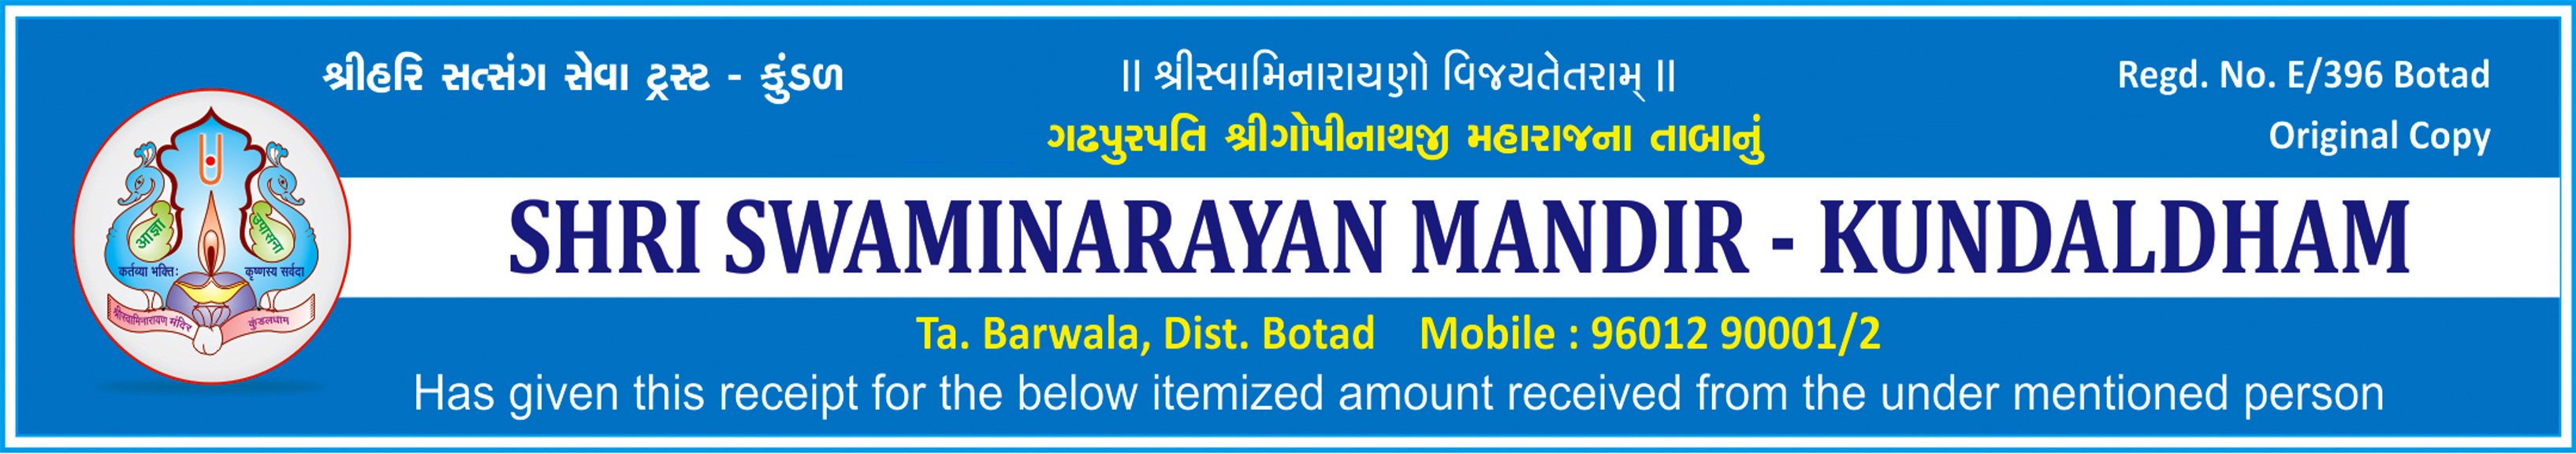 શ્રીહરિ સત્સંગ સેવા ટ્રસ્ટ - કુંડળ
॥ શ્રીસ્વામિનારાયણો વિજયતેતરામ્ ॥
Regd. No. E/396 Botad
ગઢપુરપતિ શ્રીગોપીનાથજી મહારાજના તાબાનું
Original Copy
आज्ञा
उपासना
कर्तव्या भक्ति:
कृष्णस्य सर्वदा
श्रीस्वामिनारायण मंदिर
कुंडलधाम
SHRI SWAMINARAYAN MANDIR - KUNDALDHAM
Ta. Barwala, Dist. Botad Mobile : 96012 90001/2
Has given this receipt for the below itemized amount received from the under mentioned person